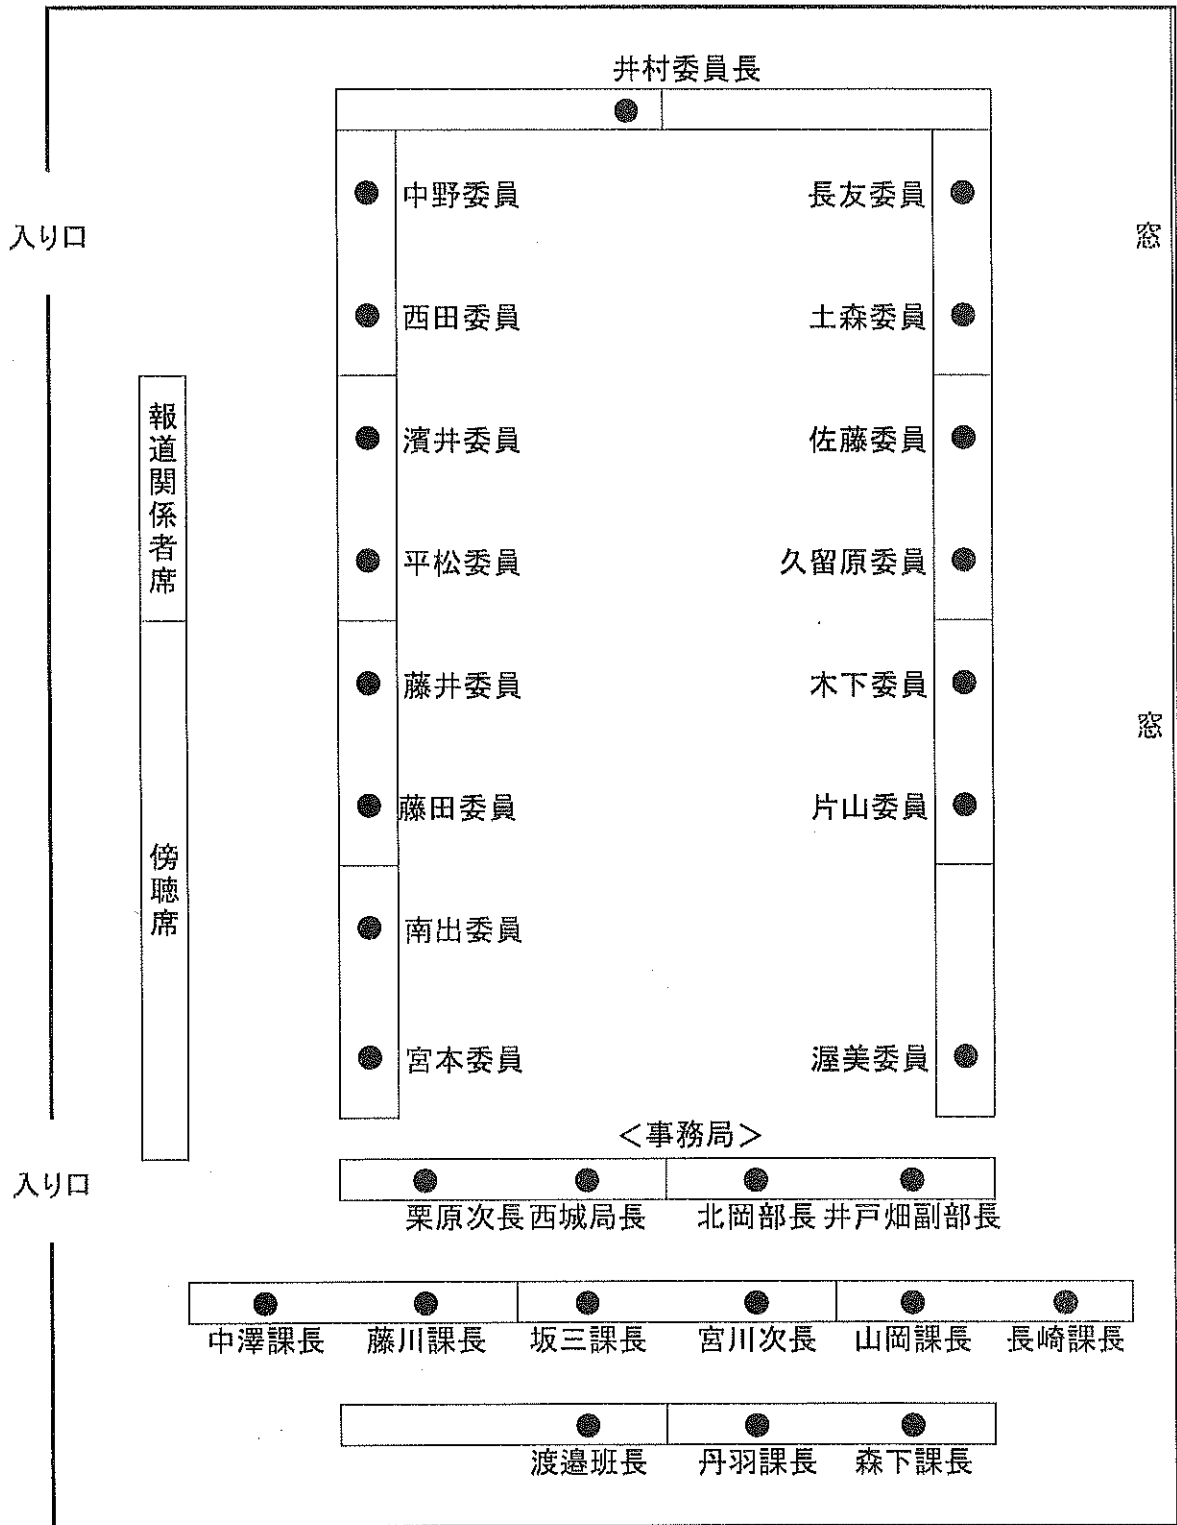 井村委員長
中野委員
長友委員
入り口
窓
西田委員
土森委員
報道関係者席
濱井委員
佐藤委員
平松委員
久留原委員
藤井委員
木下委員
窓
藤田委員
片山委員
傍聴席
南出委員
宮本委員
渥美委員
＜事務局＞
入り口
栗原次長
西城局長
北岡部長
井戸畑副部長
中澤課長
藤川課長
坂三課長
宮川次長
山岡課長
長崎課長
渡邉班長
丹羽課長
森下課長